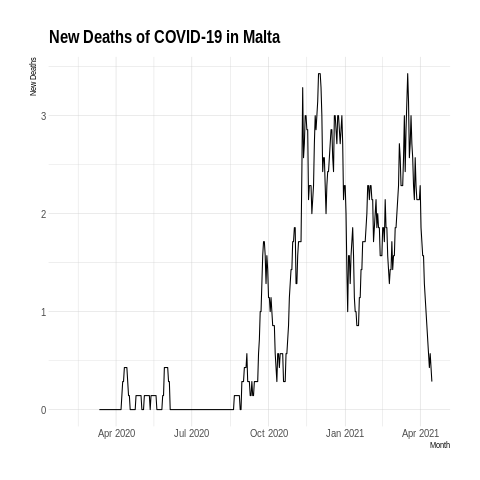 New Deaths of COVID-19 in Malta
New Deaths
3
2
1
0
Apr 2020
Jul 2020
Oct 2020
Jan 2021
Apr 2021
Month